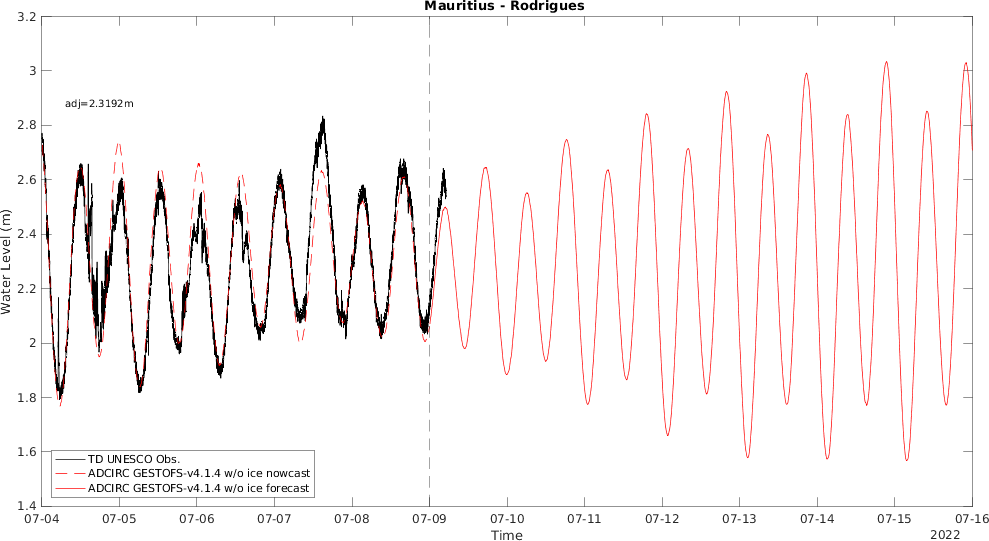 Mauritius - Rodrigues
3.2
3
2.8
2.6
2.4
2.2
2
1.8
1.6
1.4
Water Level (m)
adj=2.3192m
TD UNESCO Obs.
ADCIRC GESTOFS-v4.1.4 w/o ice nowcast
ADCIRC GESTOFS-v4.1.4 w/o ice forecast
07-04 07-05 07-06 07-07 07-08 07-09 07-10 07-11 07-12 07-13 07-14 07-15 07-16
Time
2022